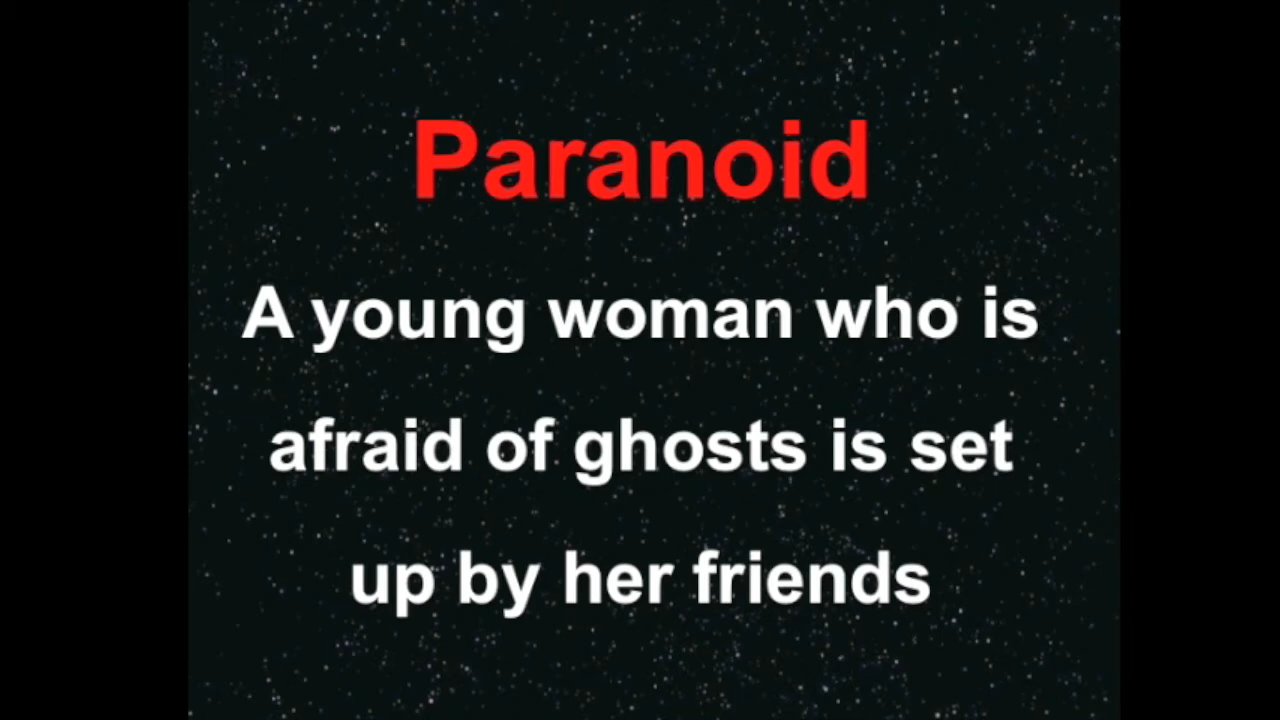 Paranoid
A young woman who is
afraid of ghosts is set
up by her friends